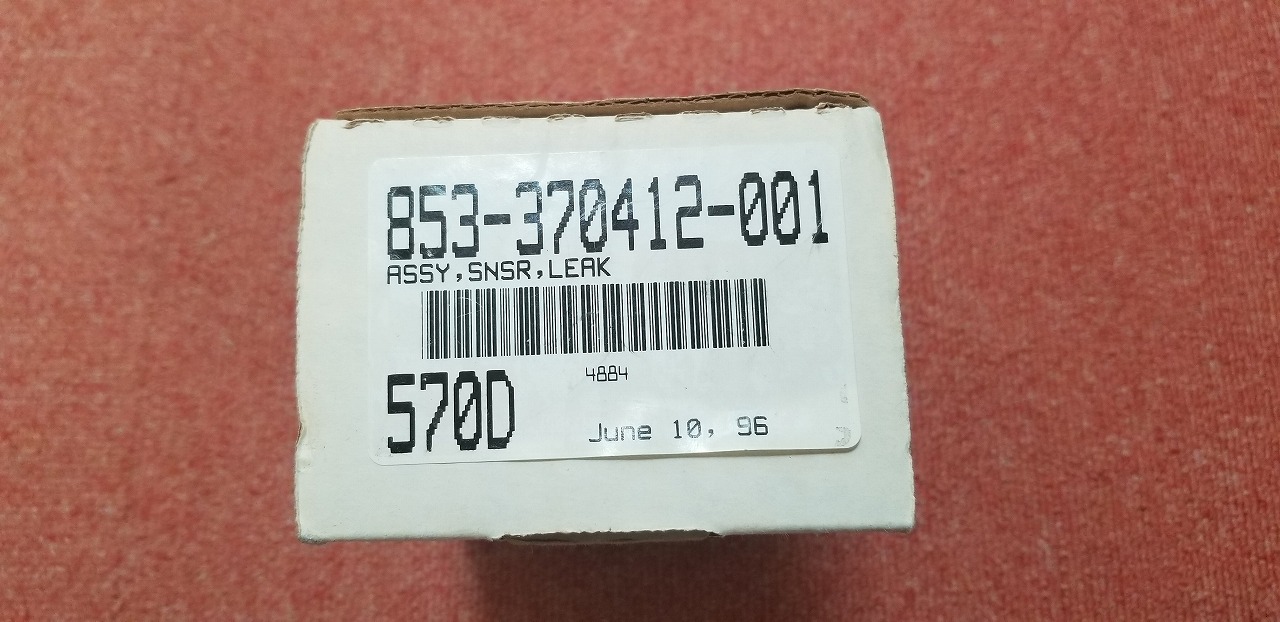 853-370412-001
ASSY,SNSR,LEAK
4884
570D
June 10, 96